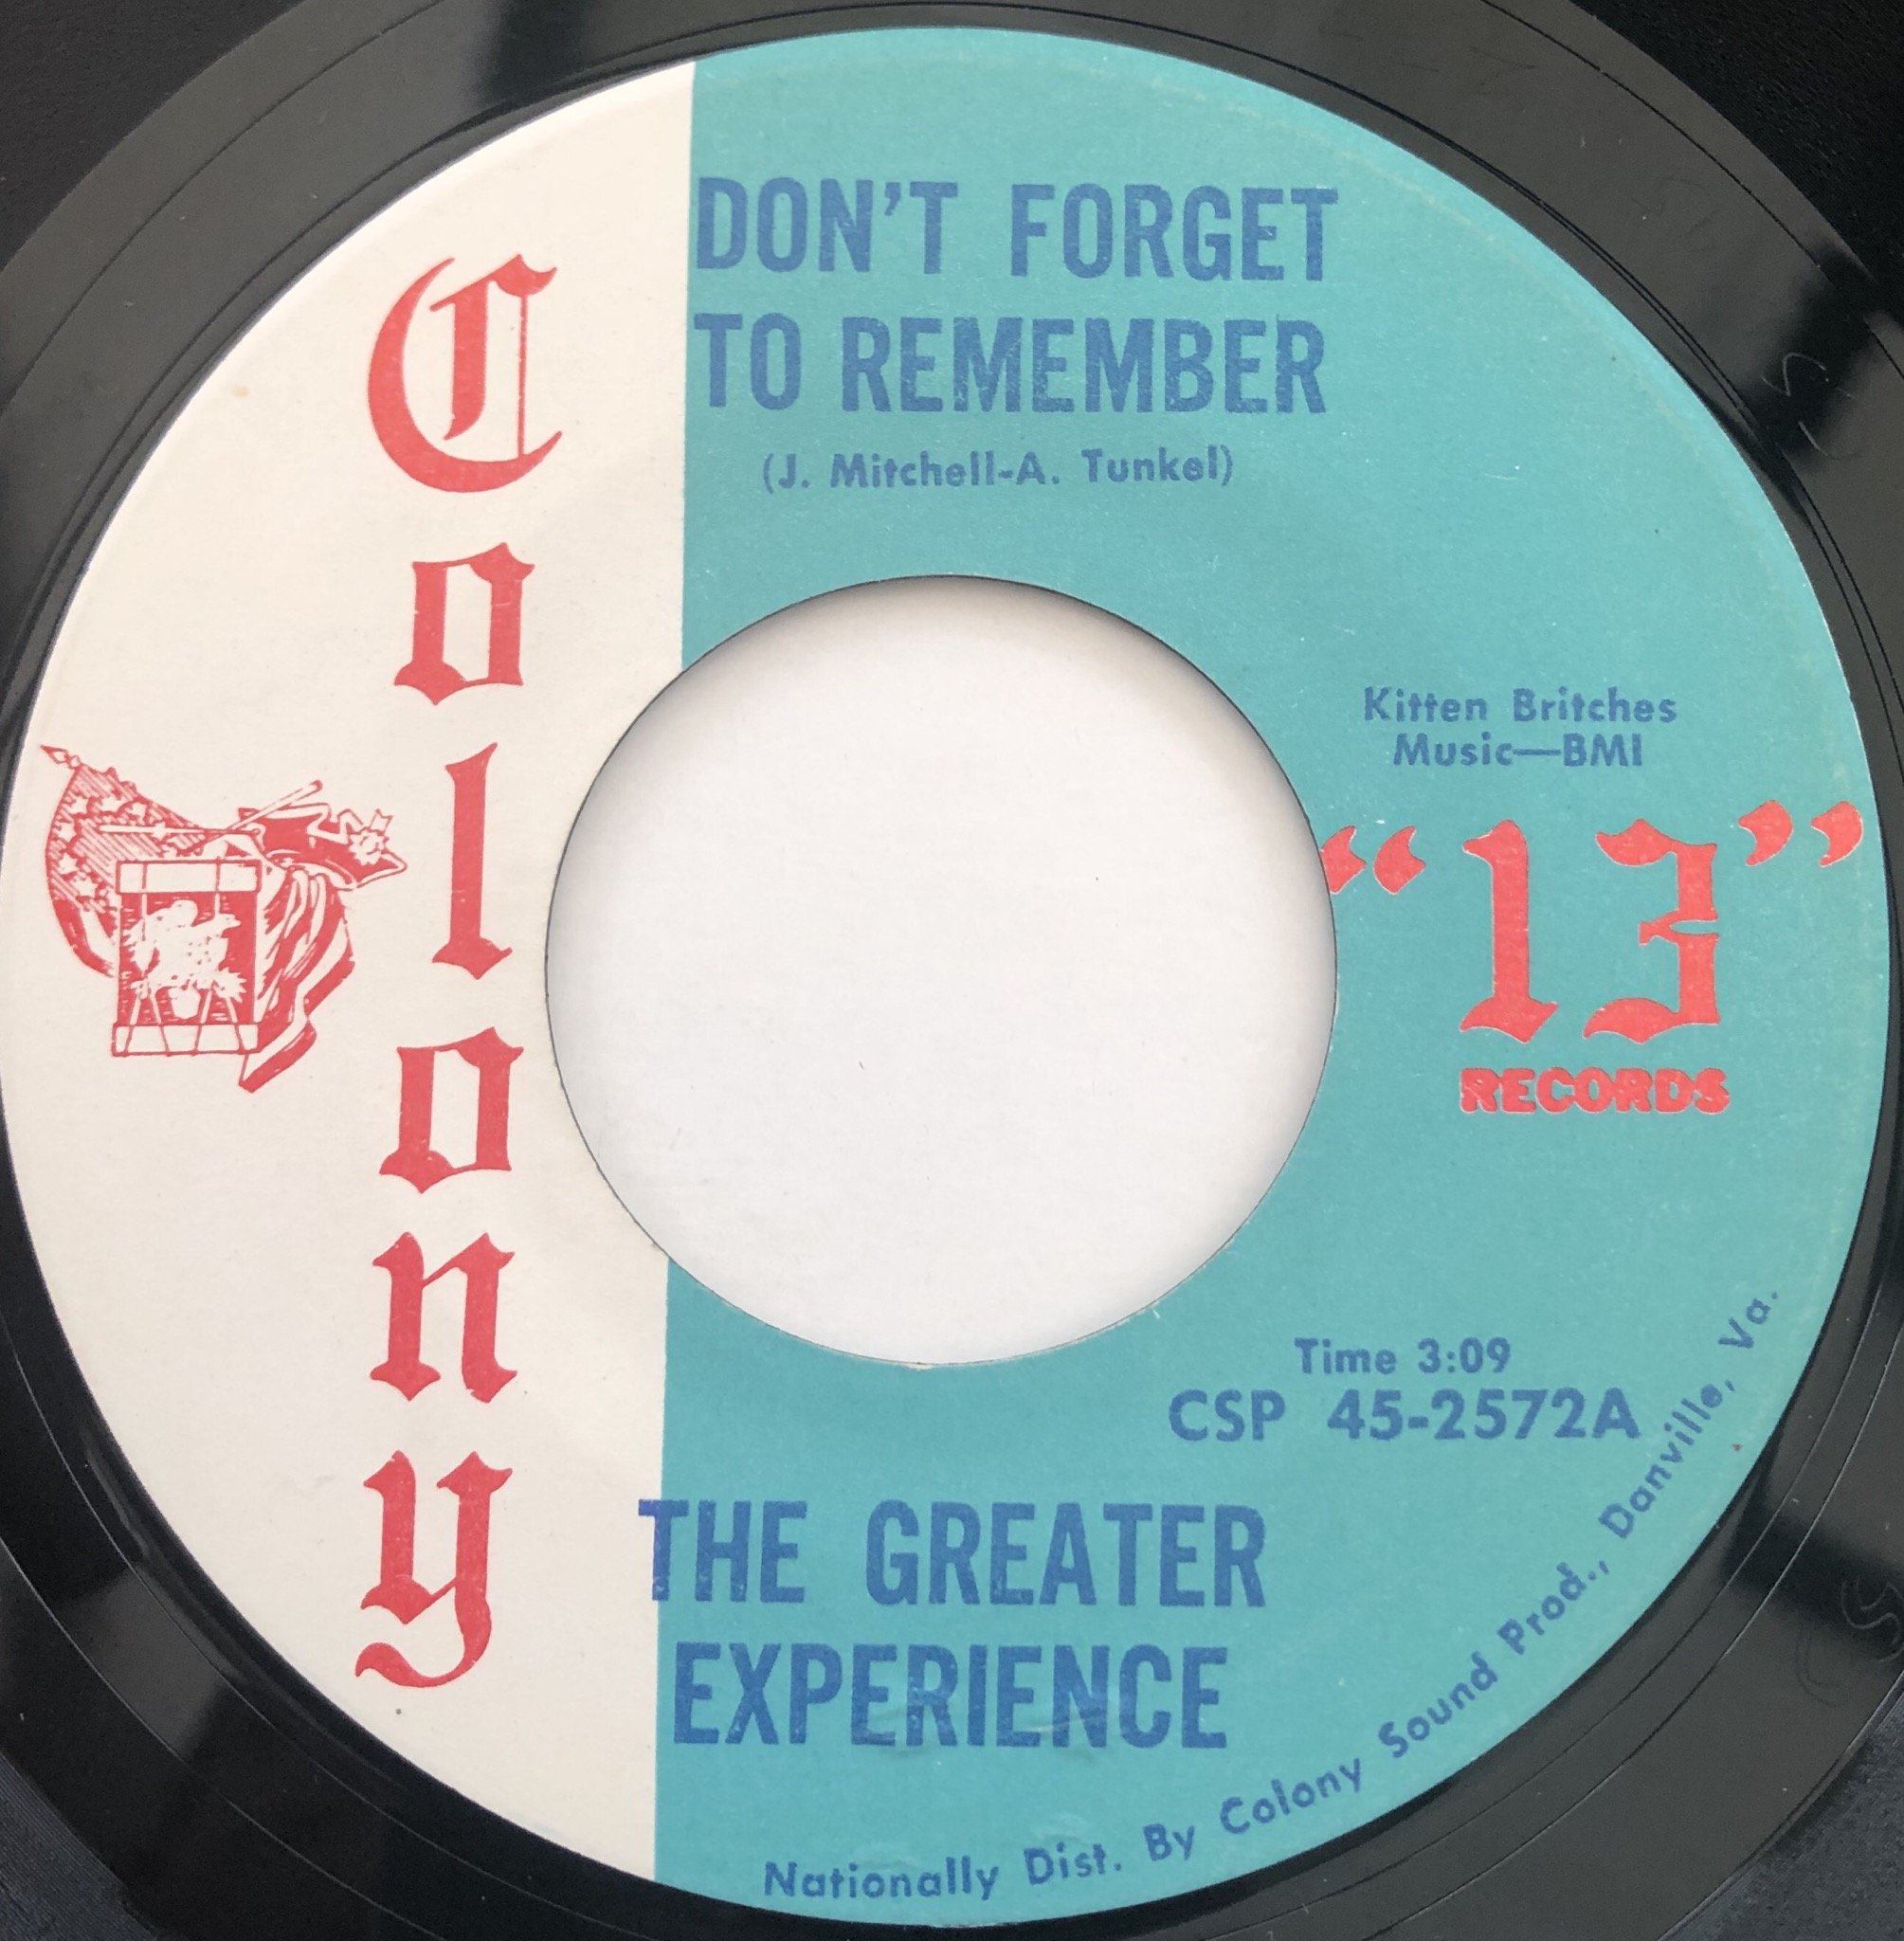 DON'T FORGET
TO REMEMBER
(J. Mitchell-A. Tunkel)
Colony
Kitten Britches
Music—BMI
“13”
RECORDS
Time 3:09
CSP 45-2572A
THE GREATER
EXPERIENCE
Nationally Dist. By Colony Sound Prod., Danville, Va.